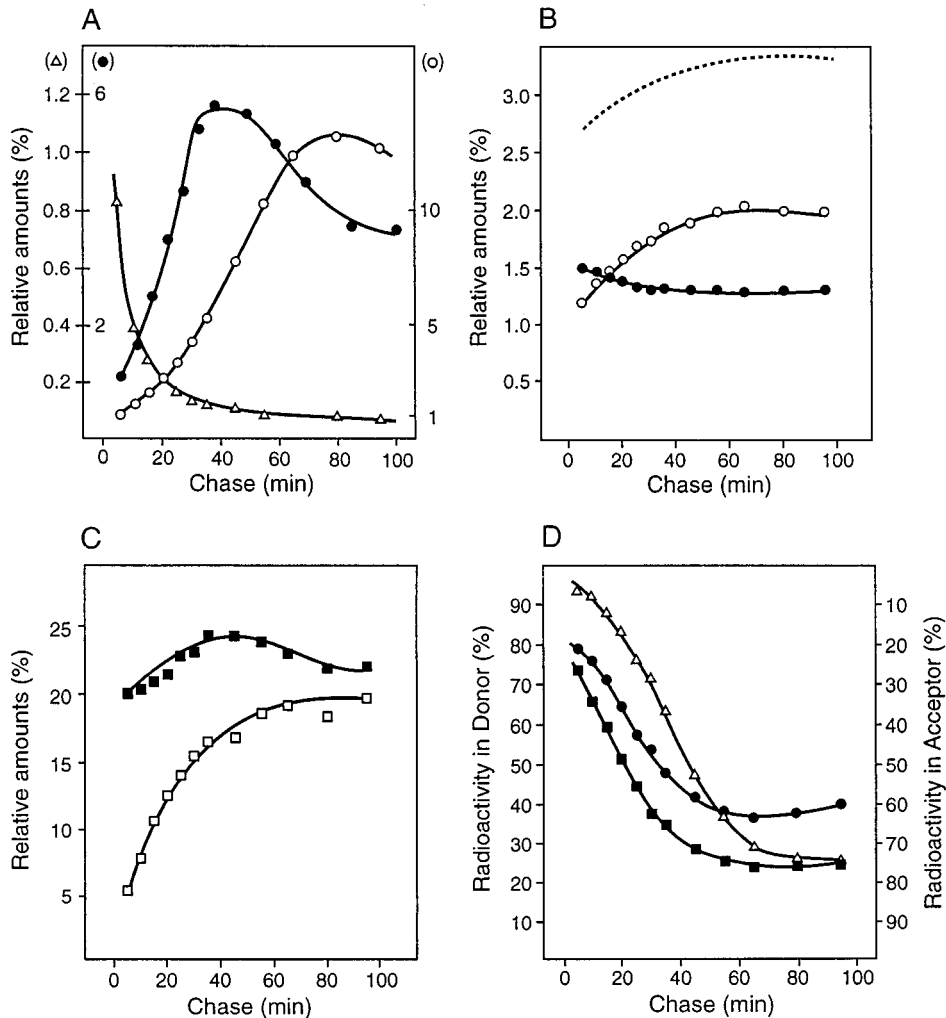 A
(△) (●) (○)
1.2 6
1.0
0.8 10
0.6
0.4 2 5
0.2
1
0 20 40 60 80 100
Chase (min)
Relative amounts (%)
B
3.0
2.5
2.0
1.5
1.0
0.5
0 20 40 60 80 100
Chase (min)
Relative amounts (%)
C
25
20
15
10
5
0 20 40 60 80 100
Chase (min)
Relative amounts (%)
D
90 10
80 20
70 30
60 40
50 50
40 60
30 70
20 80
10 90
0 20 40 60 80 100
Chase (min)
Radioactivity in Donor (%)
Radioactivity in Acceptor (%)